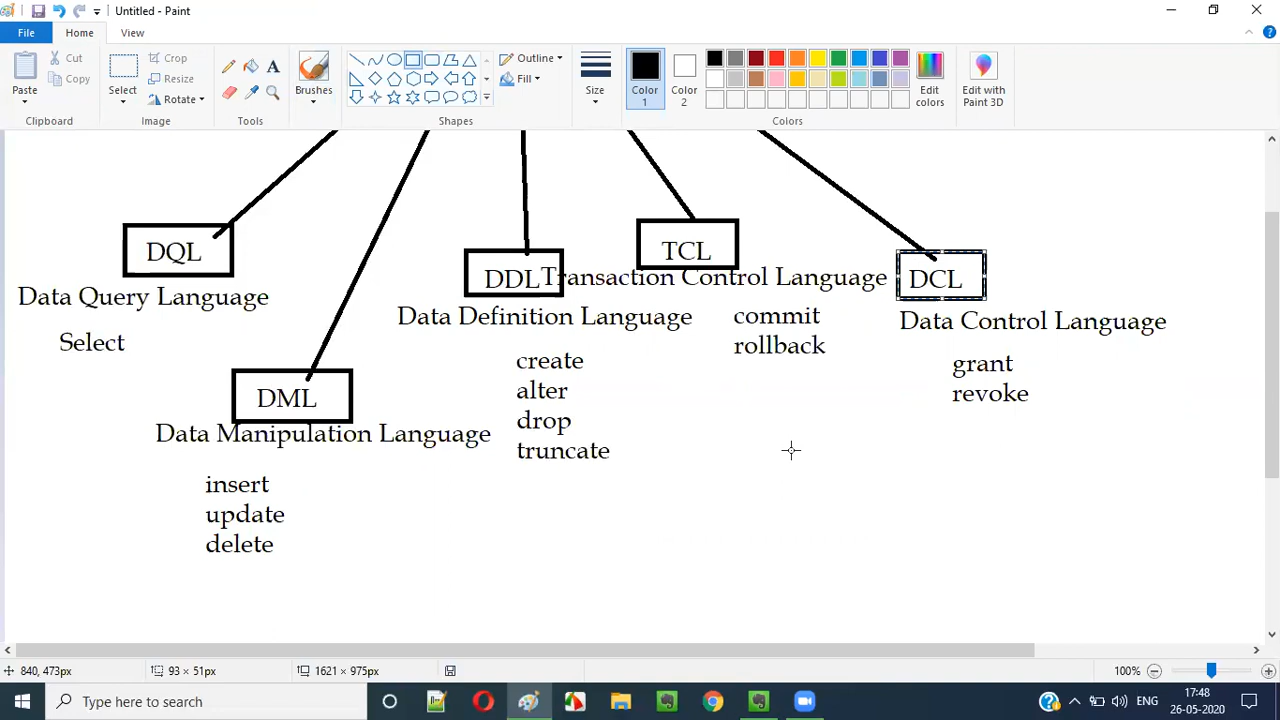 Untitled - Paint
File
Home
View
Paste
Cut
Copy
Clipboard
Select
Crop
Resize
Rotate
Image
Tools
Brushes
Outline
Fill
Shapes
Size
Color 1
Color 2
Edit colors
Colors
Edit with Paint 3D
DQL
Data Query Language
Select
DML
Data Manipulation Language
insert
update
delete
DDL
Data Definition Language
create
alter
drop
truncate
TCL
Transaction Control Language
commit
rollback
DCL
Data Control Language
grant
revoke
840, 473px
93 × 51px
1621 × 975px
100%
Type here to search
ENG
17:48
26-05-2020